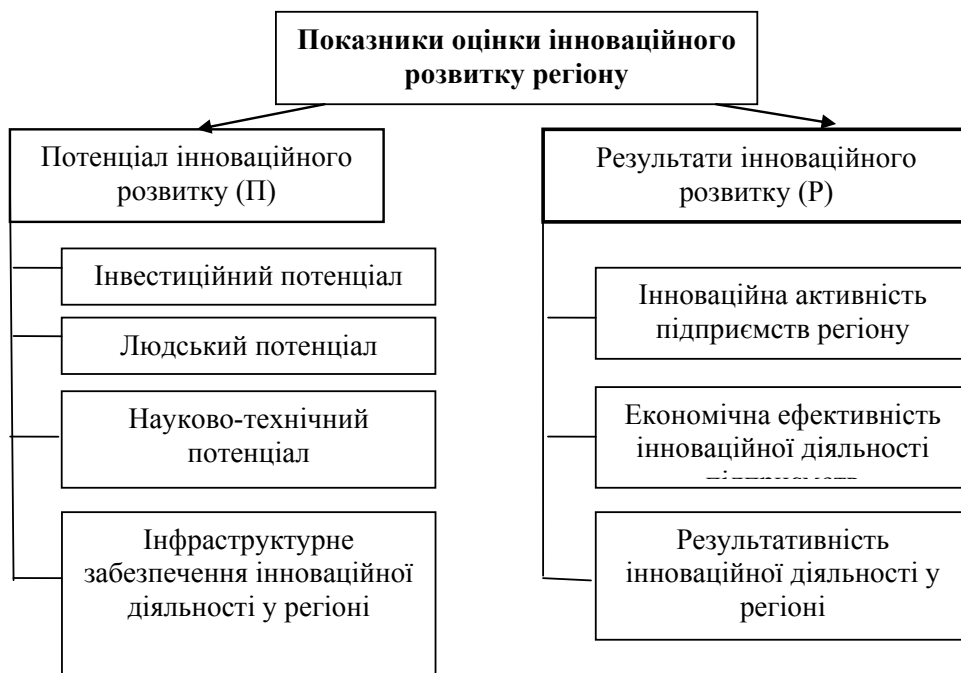 Показники оцінки інноваційного
розвитку регіону
Потенціал інноваційного
розвитку (П)
Інвестиційний потенціал
Людський потенціал
Науково-технічний
потенціал
Інфраструктурне
забезпечення інноваційної
діяльності у регіоні
Результати інноваційного
розвитку (Р)
Інноваційна активність
підприємств регіону
Економічна ефективність
інноваційної діяльності
Результативність
інноваційної діяльності у
регіоні